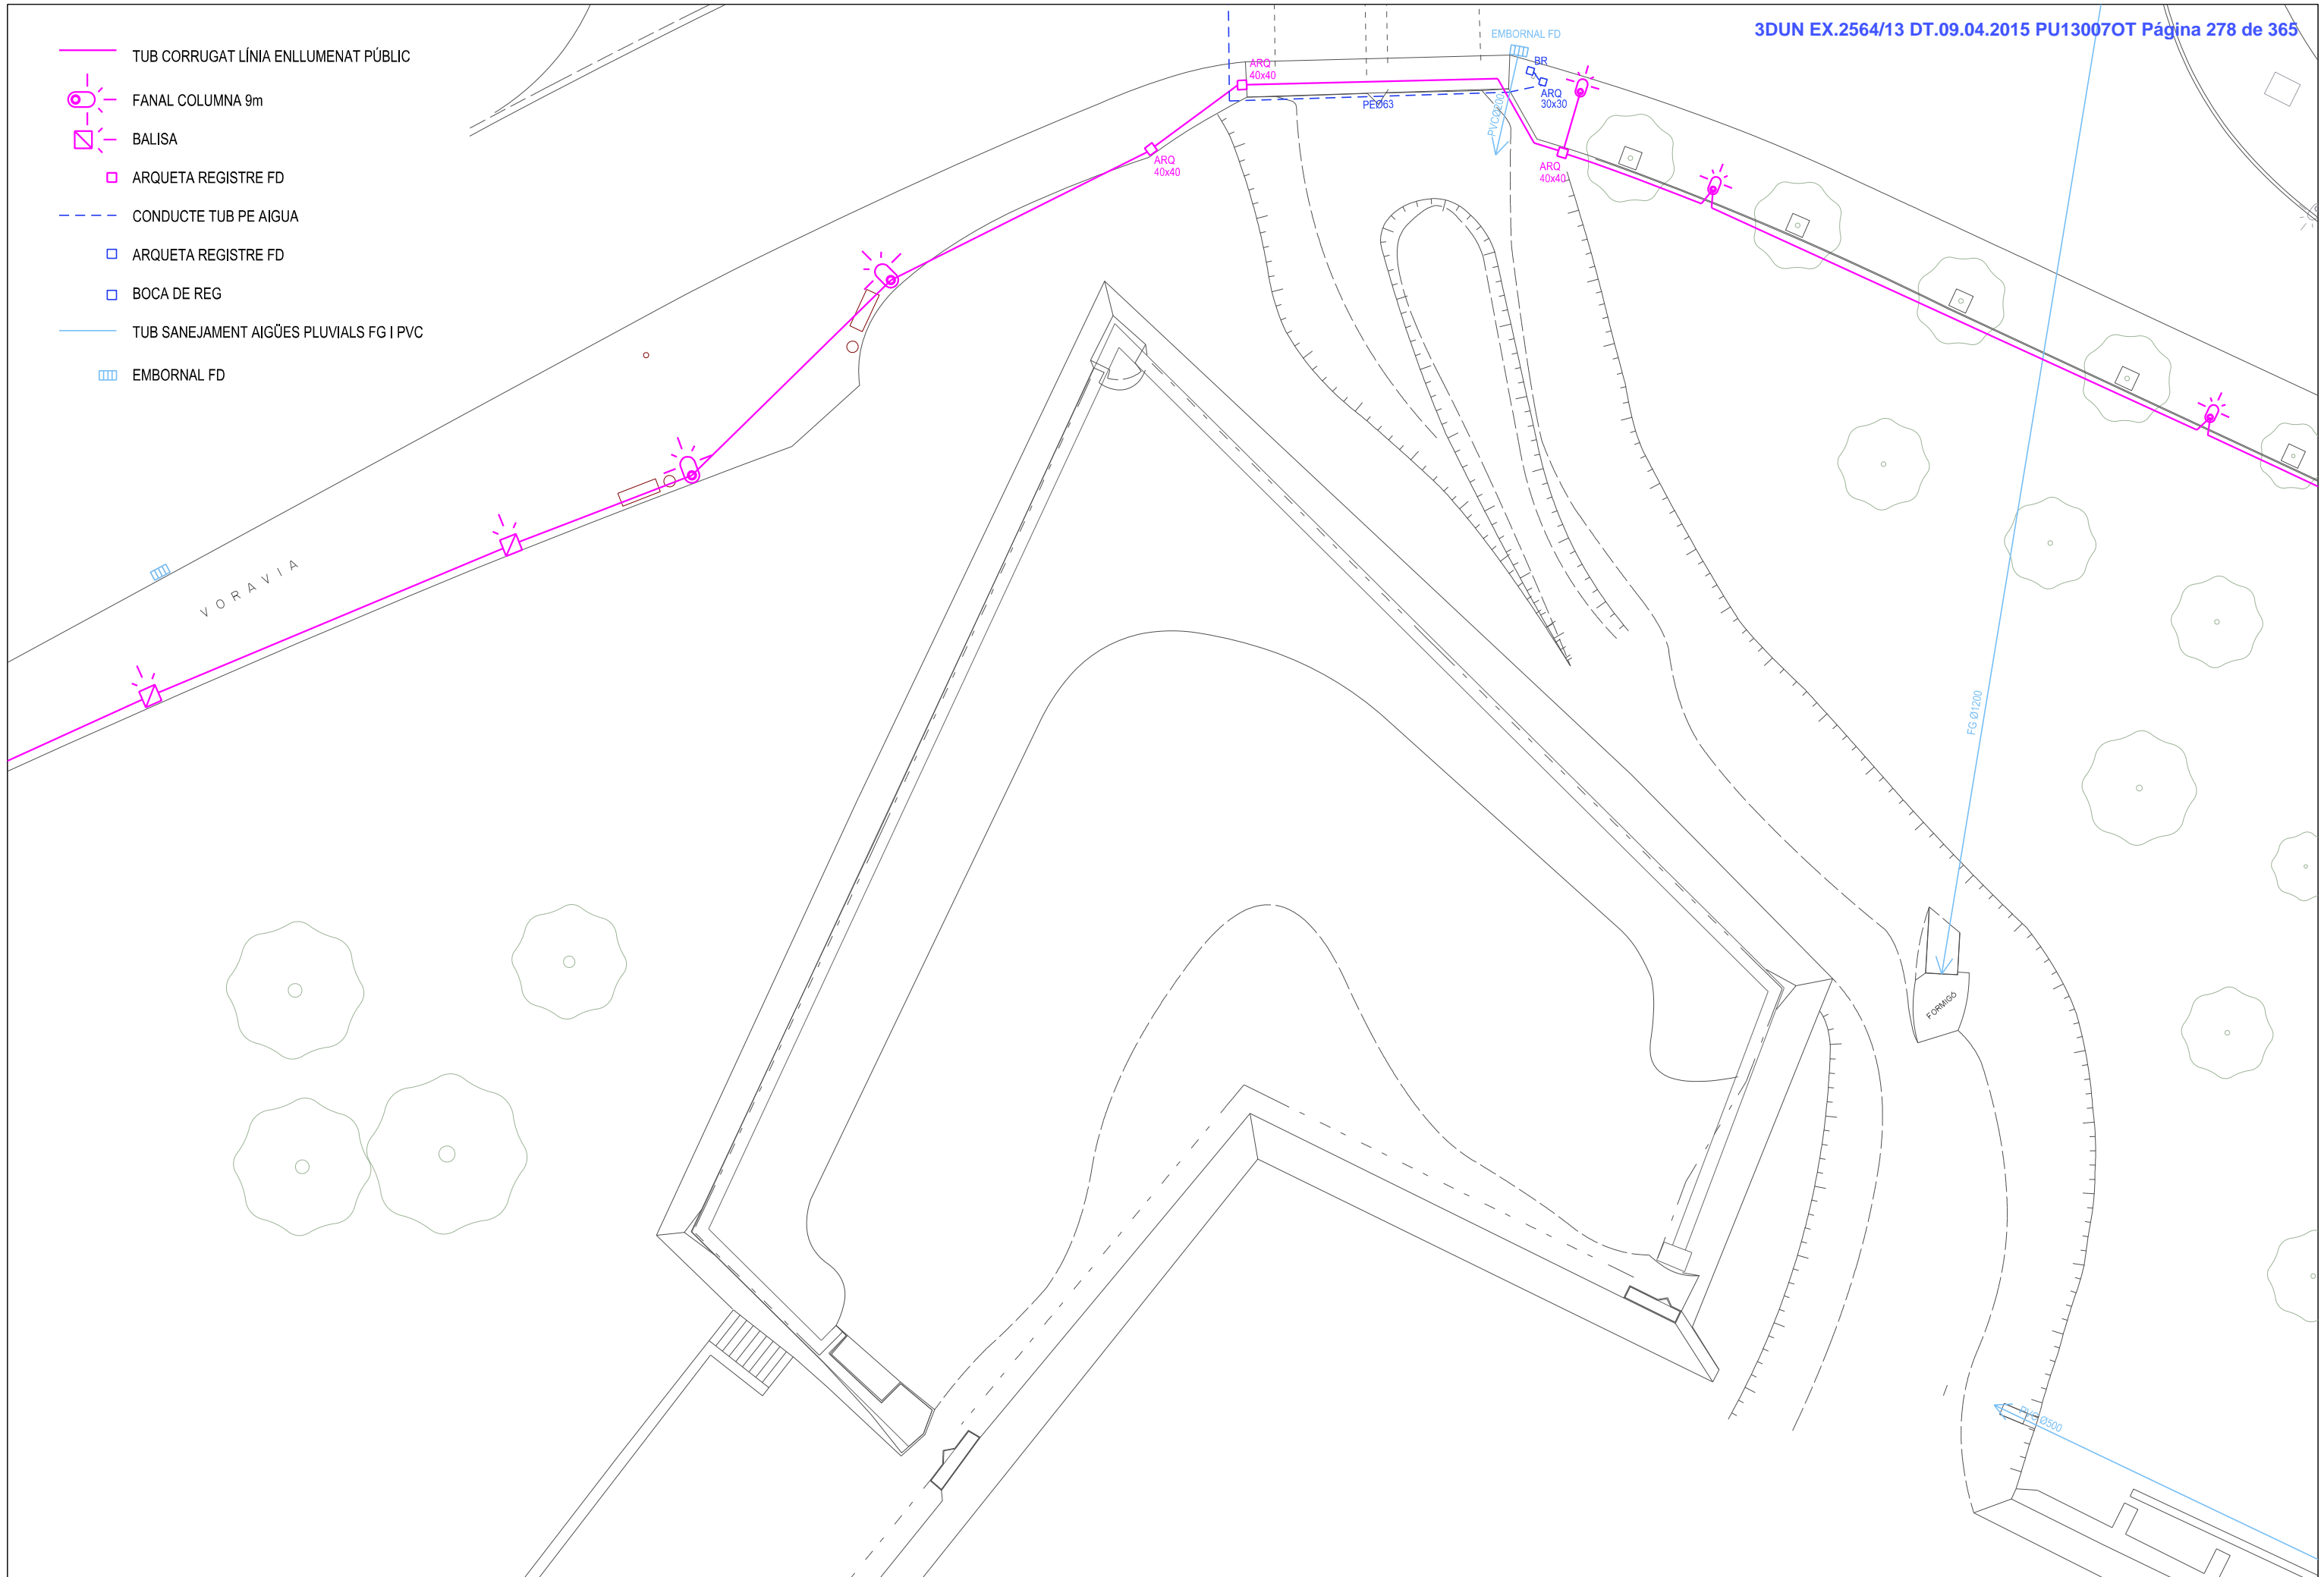 3DUN EX.2564/13 DT.09.04.2015 PU13007OT Página 278 de 365
TUB CORRUGAT LÍNIA ENLLUMENAT PÚBLIC
FANAL COLUMNA 9m
BALISA
ARQUETA REGISTRE FD
CONDUCTE TUB PE AIGUA
ARQUETA REGISTRE FD
BOCA DE REG
TUB SANEJAMENT AIGÜES PLUVIALS FG I PVC
EMBORNAL FD
EMBORNAL FD
ARQ
40x40
BR
ARQ
30x30
PEØ63
PVCØ200
ARQ
40x40
ARQ
40x40
VORAVIA
FG Ø1200
FORMIGÓ
PVC Ø500